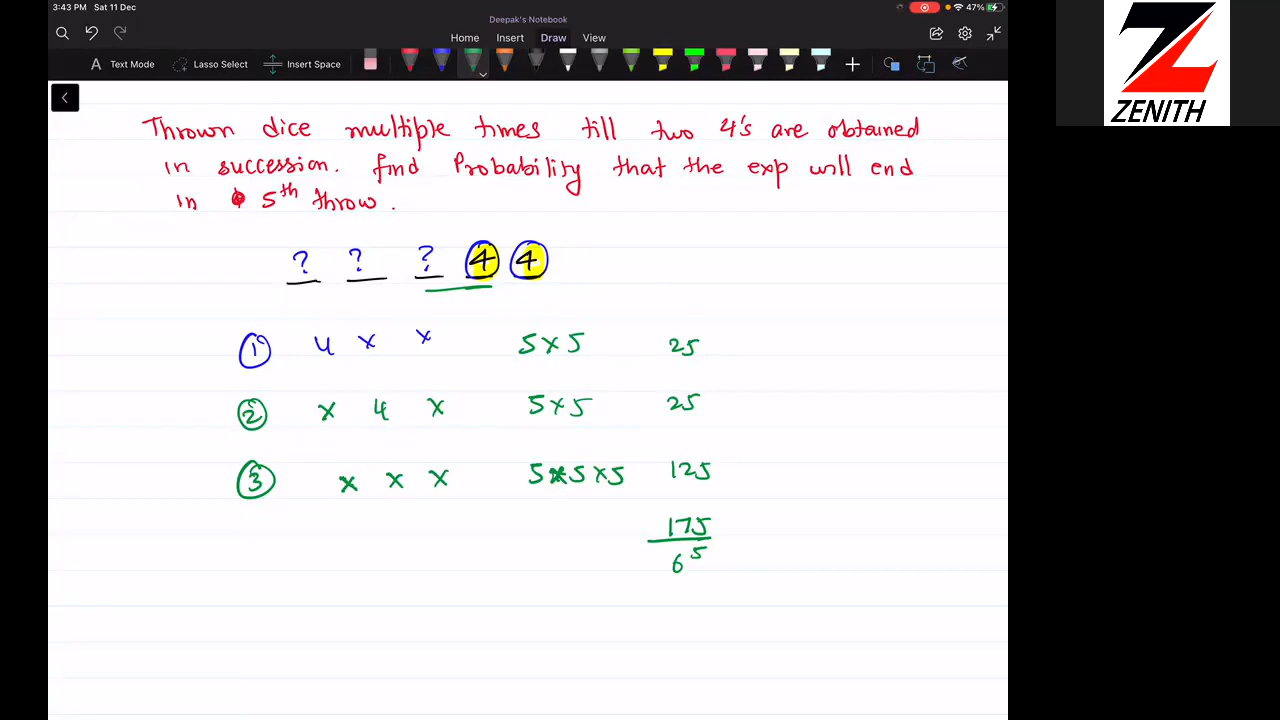 3:43 PM Sat 11 Dec
47%
Deepak's Notebook
Home Insert Draw View
Text Mode Lasso Select Insert Space
ZENITH
Thrown dice multiple times till two 4's are obtained
in succession. find Probability that the exp will end
in 5th throw.
? ? ? 4 4
1 4 x x 5x5 25
2 x 4 x 5x5 25
3 x x x 5x5x5 125
175
6^5